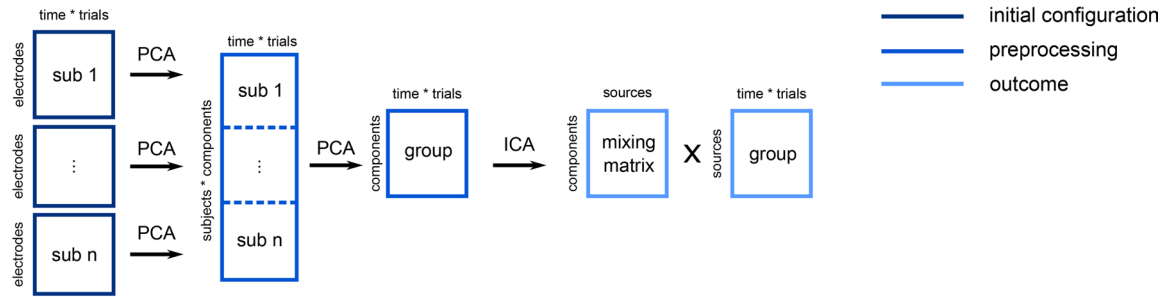 time * trials
electrodes
sub 1
PCA
electrodes
...
PCA
electrodes
sub n
PCA
time * trials
subjects * components
sub 1
...
sub n
PCA
time * trials
components
group
ICA
sources
components
mixing
matrix
X
time * trials
sources
group
initial configuration
preprocessing
outcome